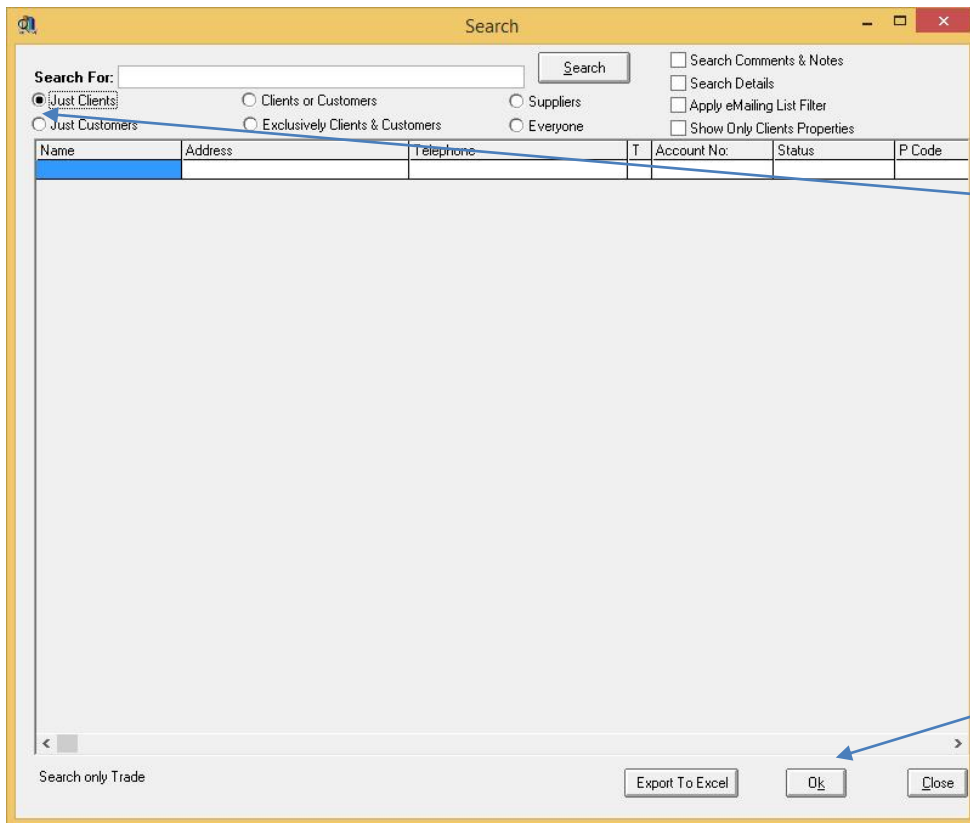 Search
Search For: Search
Just Clients Clients or Customers Suppliers
Just Customers Exclusively Clients & Customers Everyone
Search Comments & Notes
Search Details
Apply eMailing List Filter
Show Only Clients Properties
Name Address Telephone T Account No: Status P Code
Search only Trade Export To Excel Ok Close